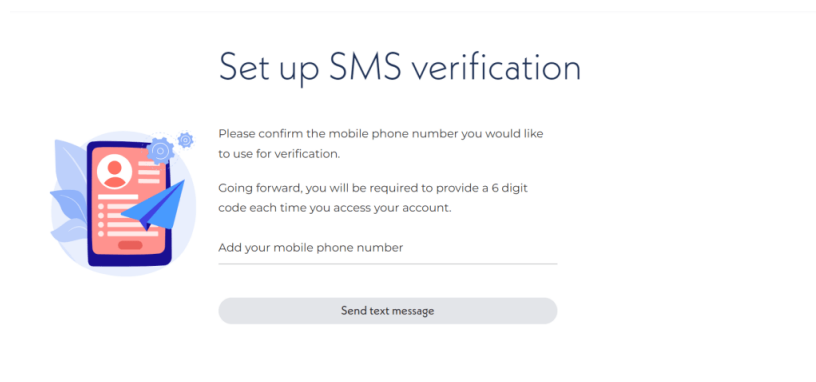 Set up SMS verification
Please confirm the mobile phone number you would like
to use for verification.
Going forward, you will be required to provide a 6 digit
code each time you access your account.
Add your mobile phone number
Send text message